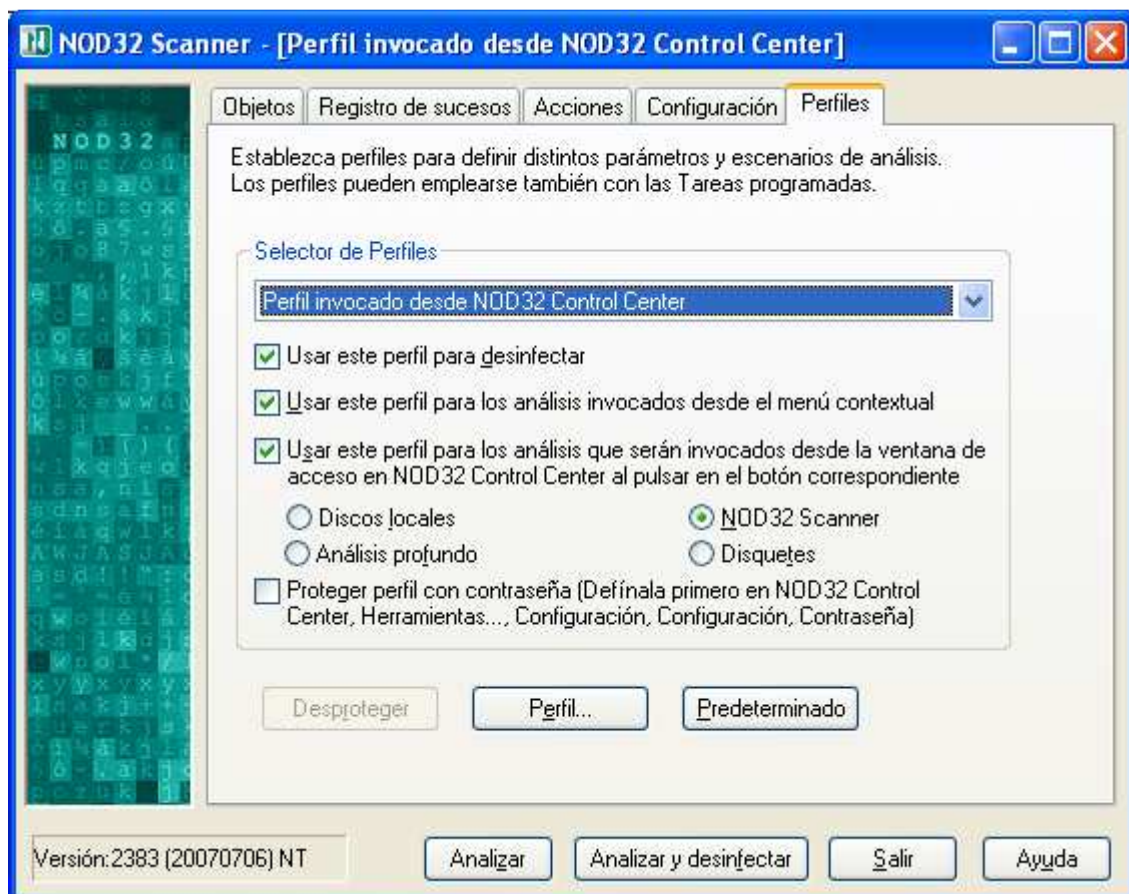 NOD32 Scanner - [Perfil invocado desde NOD32 Control Center]
Objetos
Registro de sucesos
Acciones
Configuración
Perfiles
NOD32
Establezca perfiles para definir distintos parámetros y escenarios de análisis.
Los perfiles pueden emplearse también con las Tareas programadas.
Selector de Perfiles
Perfil invocado desde NOD32 Control Center
Usar este perfil para desinfectar
Usar este perfil para los análisis invocados desde el menú contextual
Usar este perfil para los análisis que serán invocados desde la ventana de
acceso en NOD32 Control Center al pulsar en el botón correspondiente
Discos locales
NOD32 Scanner
Análisis profundo
Disquetes
Proteger perfil con contraseña (Defínala primero en NOD32 Control
Center, Herramientas..., Configuración, Configuración, Contraseña)
Desproteger
Perfil...
Predeterminado
Versión:2383 (20070706) NT
Analizar
Analizar y desinfectar
Salir
Ayuda